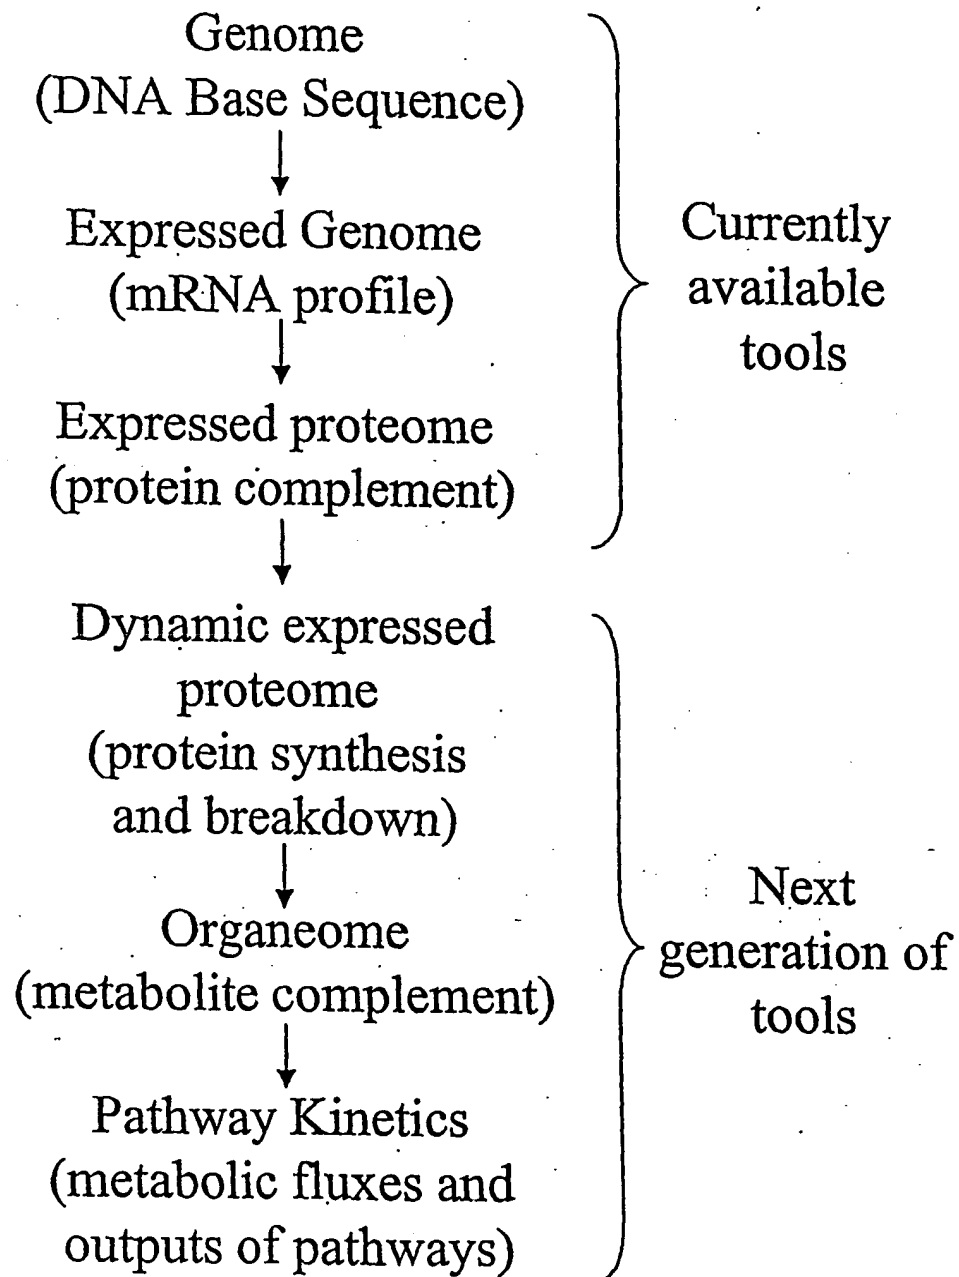 Genome
(DNA Base Sequence)
Expressed Genome
(mRNA profile)
Expressed proteome
(protein complement)
Currently
available
tools
Dynamic expressed
proteome
(protein synthesis
and breakdown)
Organeome
(metabolite complement)
Pathway Kinetics
(metabolic fluxes and
outputs of pathways)
Next
generation of
tools